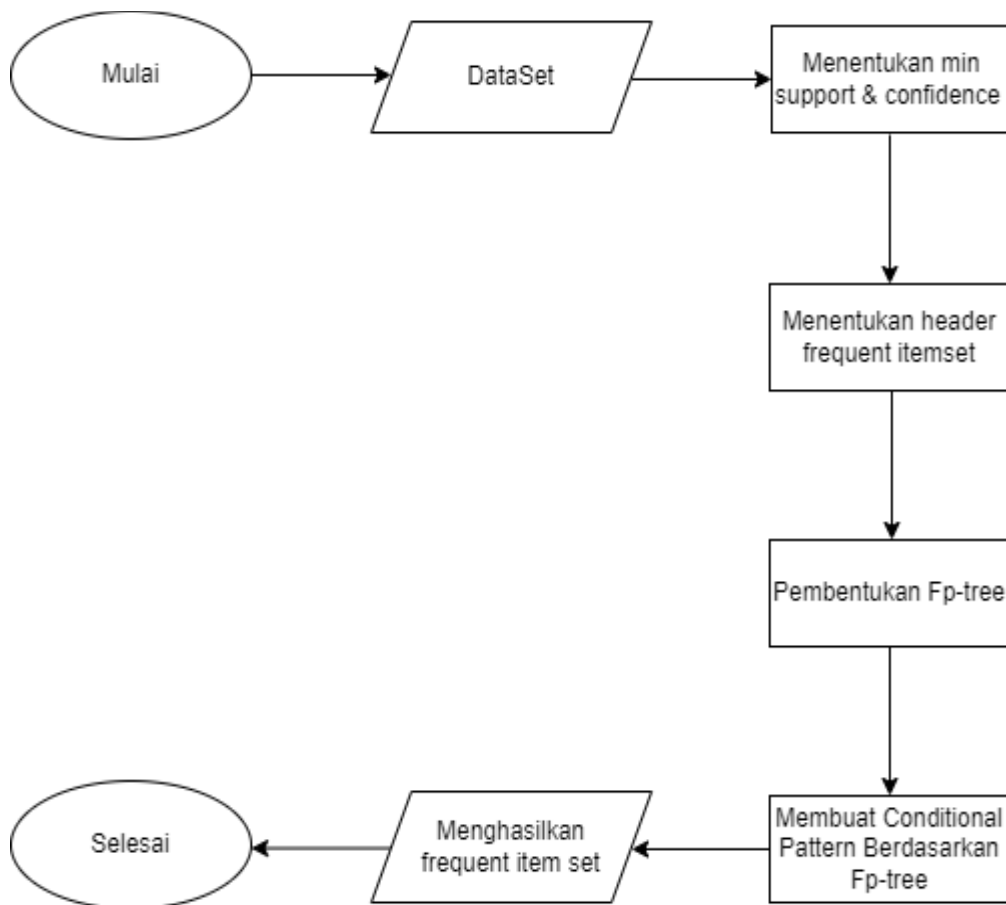 Mulai
DataSet
Menentukan min
support & confidence
Menentukan header
frequent itemset
Pembentukan Fp-tree
Membuat Conditional
Pattern Berdasarkan
Fp-tree
Menghasilkan
frequent item set
Selesai